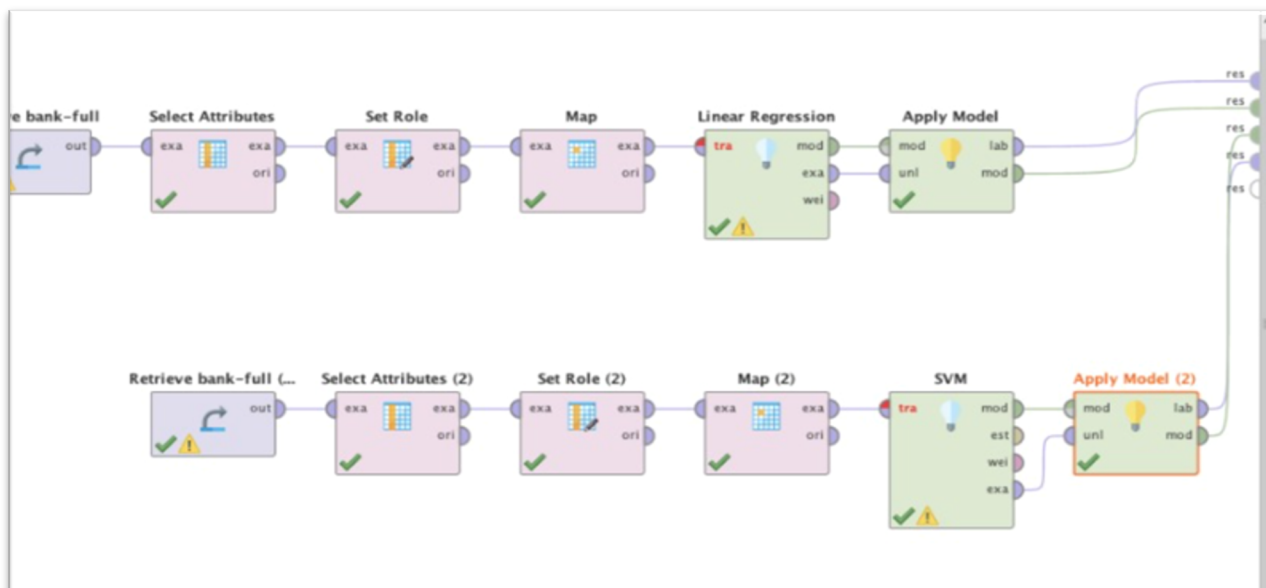 e bank-full
Select Attributes
Set Role
Map
Linear Regression
Apply Model
out
exa
exa
ori
exa
exa
ori
exa
exa
ori
tra
mod
exa
wei
mod
lab
unl
mod
res
res
res
res
res
Retrieve bank-full (...
Select Attributes (2)
Set Role (2)
Map (2)
SVM
Apply Model (2)
out
exa
exa
ori
exa
exa
ori
exa
exa
ori
tra
mod
est
wei
exa
mod
lab
unl
mod